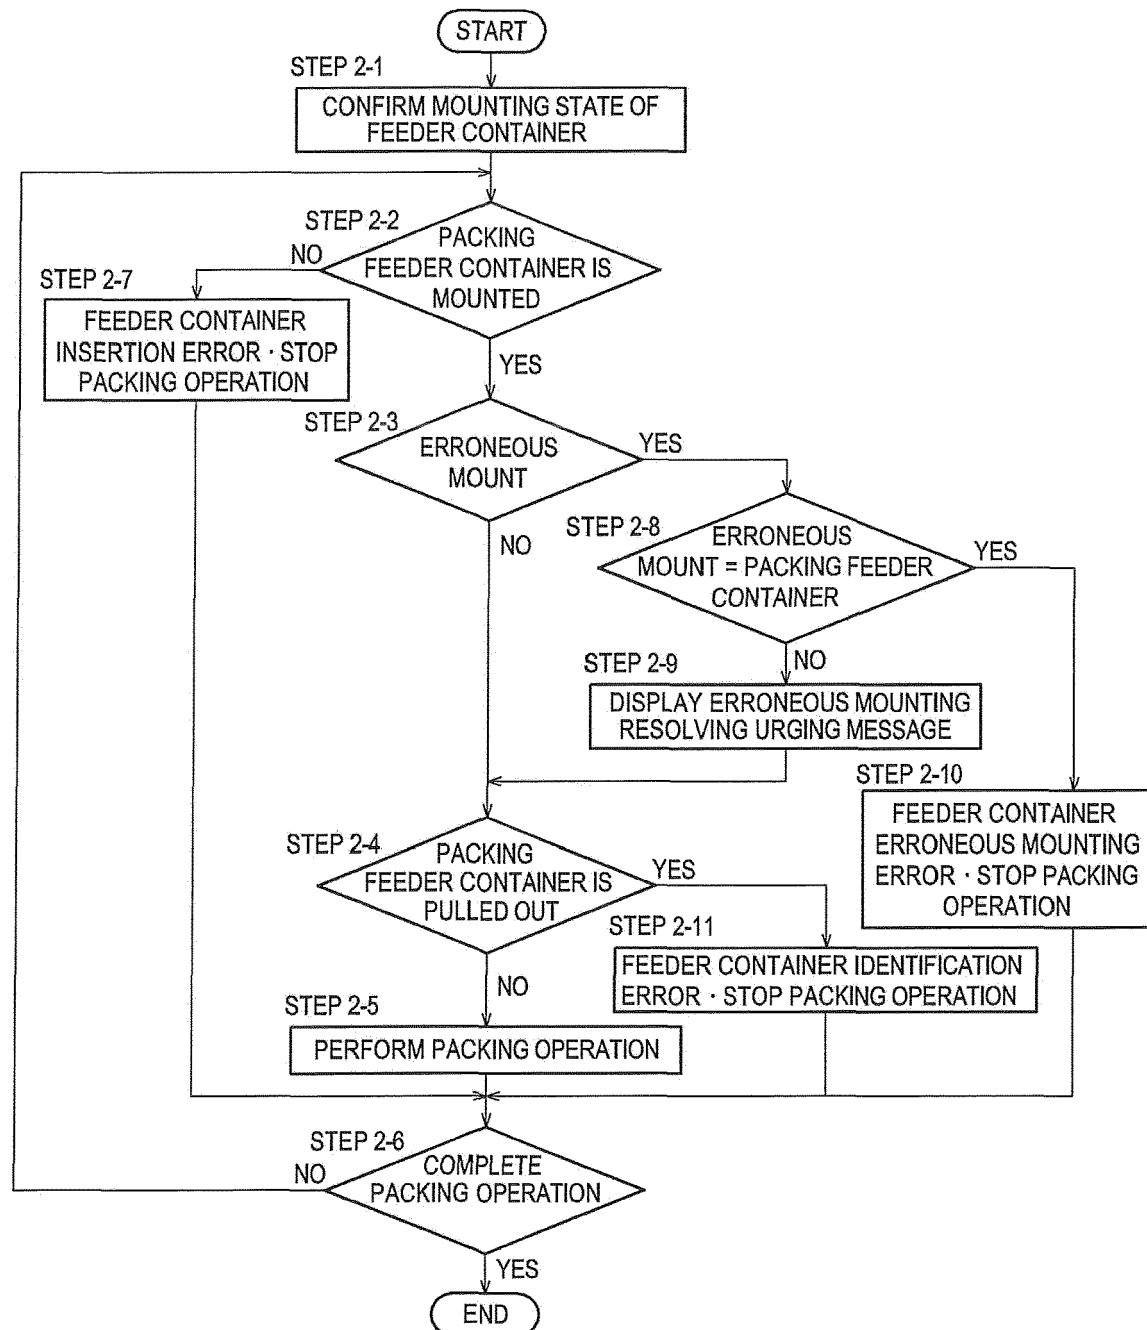 START
STEP 2-1
CONFIRM MOUNTING STATE OF
FEEDER CONTAINER
STEP 2-2
PACKING
FEEDER CONTAINER IS
MOUNTED
NO
YES
STEP 2-7
FEEDER CONTAINER
INSERTION ERROR · STOP
PACKING OPERATION
STEP 2-3
ERRONEOUS
MOUNT
YES
NO
STEP 2-8
ERRONEOUS
MOUNT = PACKING FEEDER
CONTAINER
YES
NO
STEP 2-9
DISPLAY ERRONEOUS MOUNTING
RESOLVING URGING MESSAGE
STEP 2-10
FEEDER CONTAINER
ERRONEOUS MOUNTING
ERROR · STOP PACKING
OPERATION
STEP 2-4
PACKING
FEEDER CONTAINER IS
PULLED OUT
YES
NO
STEP 2-11
FEEDER CONTAINER IDENTIFICATION
ERROR · STOP PACKING OPERATION
STEP 2-5
PERFORM PACKING OPERATION
STEP 2-6
COMPLETE
PACKING OPERATION
NO
YES
END